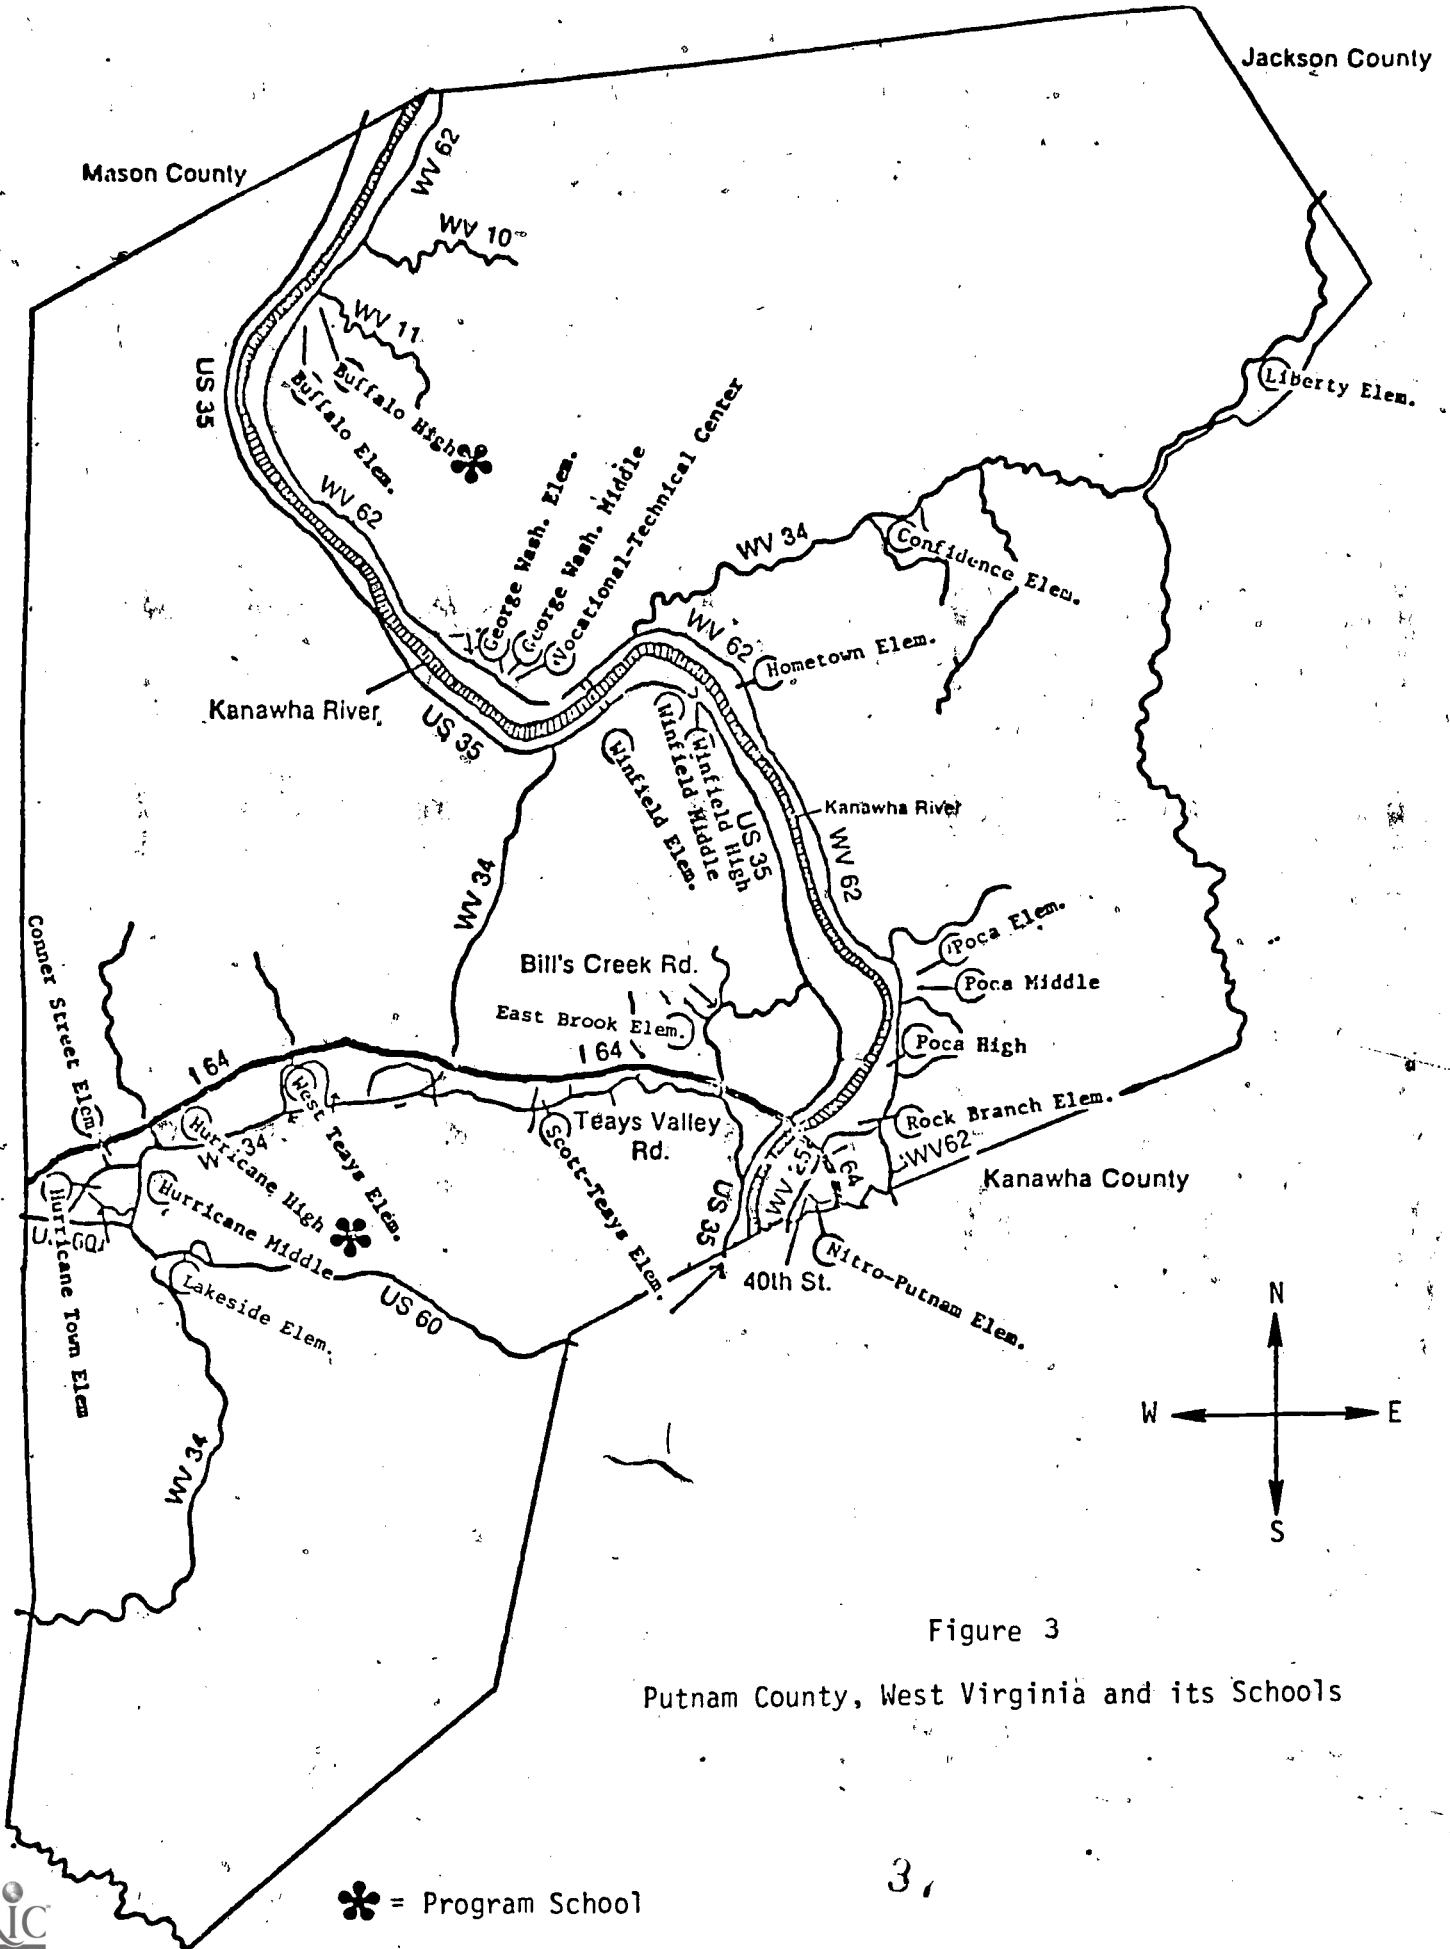 Jackson County
Mason County
WV 62
WV 10
WV 11
US 35
Buffalo High
Buffalo Elem.
WV 62
George Wash. Elem.
George Wash. Middle
Vocational-Technical Center
Liberty Elem.
WV 34
Confidence Elem.
WV 62
Hometown Elem.
Kanawha River
US 35
Winfield Elem.
Winfield Middle
Winfield High
US 35
Kanawha River
WV 62
WV 34
Conner Street Elem
Bill's Creek Rd.
East Brook Elem.
Poca Elem.
Poca Middle
Poca High
I 64
I 64
West Teays Elem.
Teays Valley
Rd.
Scott-Teays Elem.
Rock Branch Elem.
WV62
Kanawha County
Hurricane High
34
Hurricane Middle
Hurricane Town Elem
Lakeside Elem.
US 60
US 35
WV 25
I 64
40th St.
Nitro-Putnam Elem.
WV 34
N
W E
S
Figure 3
Putnam County, West Virginia and its Schools
= Program School
3